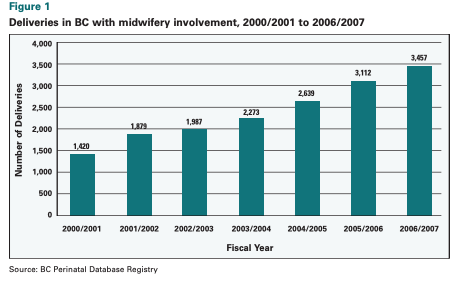 Figure 1
Deliveries in BC with midwifery involvement, 2000/2001 to 2006/2007
4,000
3,500
3,000
2,500
2,000
1,500
1,000
500
0
Number of Deliveries
1,420
1,879
1,987
2,273
2,639
3,112
3,457
2000/2001 2001/2002 2002/2003 2003/2004 2004/2005 2005/2006 2006/2007
Fiscal Year
Source: BC Perinatal Database Registry